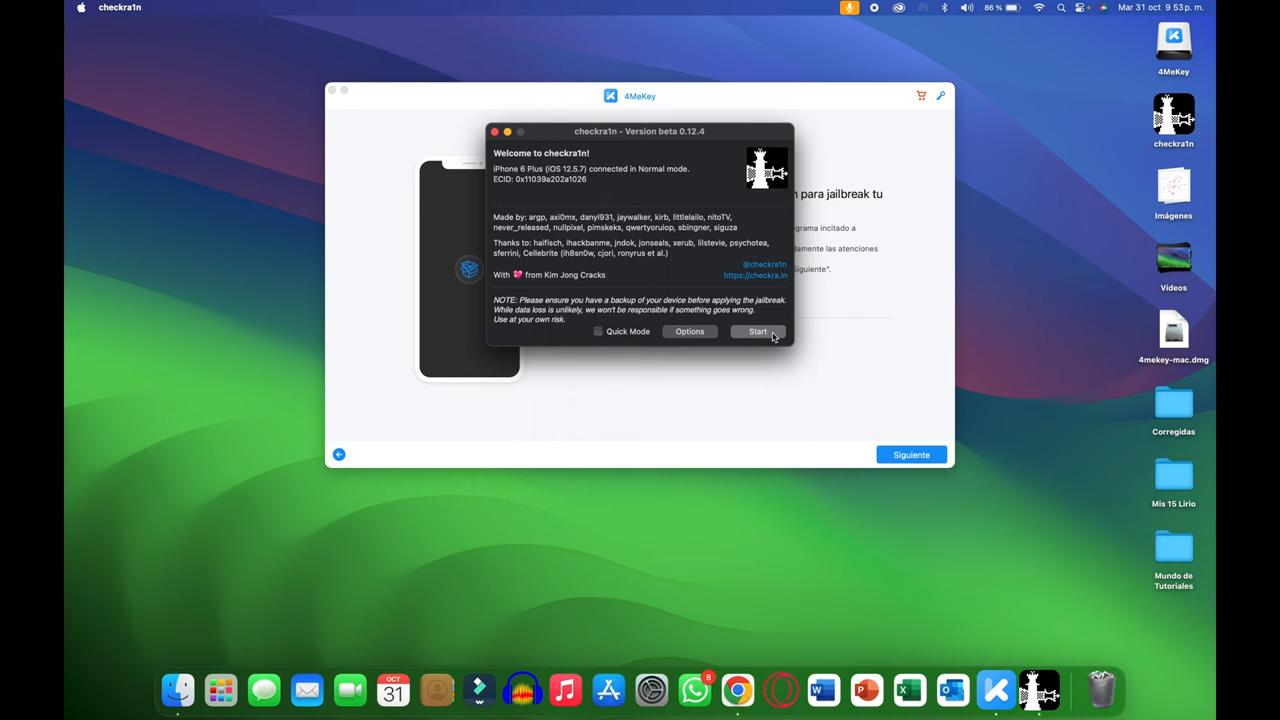 checkra1n
86 %
Mar 31 oct 9 53 p. m.
4MeKey
checkra1n - Version beta 0.12.4
Welcome to checkra1n!
iPhone 6 Plus (iOS 12.5.7) connected in Normal mode.
ECID: 0x11039a202a1026
Made by: argp, axi0mx, danyl931, jaywalker, kirb, littlelailo, nitoTV,
never_released, nullpixel, pimskeks, qwertyoruiop, sbingner, siguza
Thanks to: haifisch, ihackbanme, jndok, jonseals, xerub, lilstevie, psychotea,
sferrini, Cellebrite (ih8sn0w, cjori, ronyrus et al.)
@checkra1n
With 💖 from Kim Jong Cracks
https://checkra.in
NOTE: Please ensure you have a backup of your device before applying the jailbreak.
While data loss is unlikely, we won't be responsible if something goes wrong.
Use at your own risk.
Quick Mode
Options
Start
n para jailbreak tu
grama incitado a
damente las atenciones
Siguiente".
Siguiente
4MeKey
checkra1n
Imágenes
Videos
4mekey-mac.dmg
Corregidas
Mis 15 Lirio
Mundo de
Tutoriales
OCT
31
8